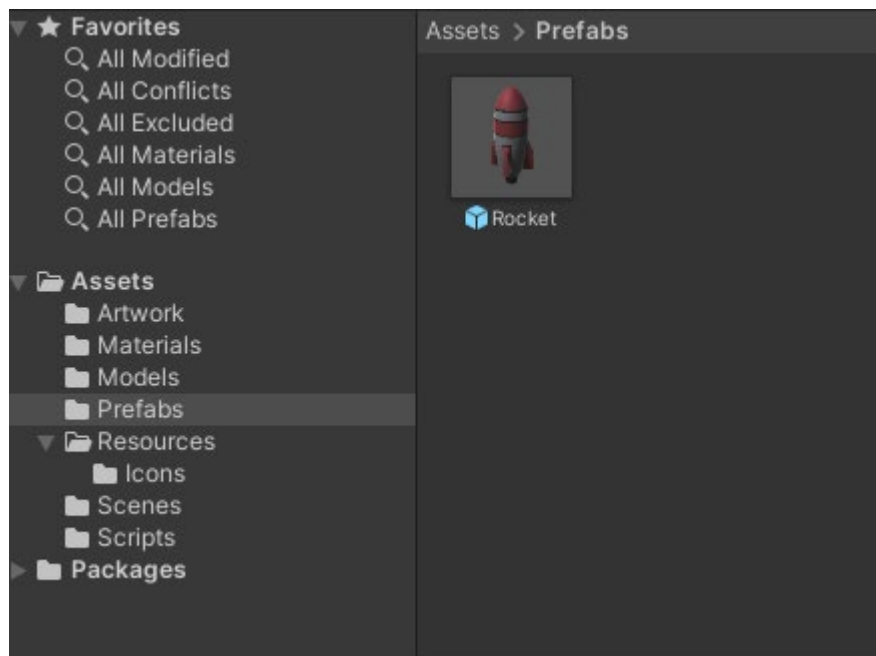 Favorites
All Modified
All Conflicts
All Excluded
All Materials
All Models
All Prefabs
Assets
Artwork
Materials
Models
Prefabs
Resources
Icons
Scenes
Scripts
Packages
Assets > Prefabs
Rocket